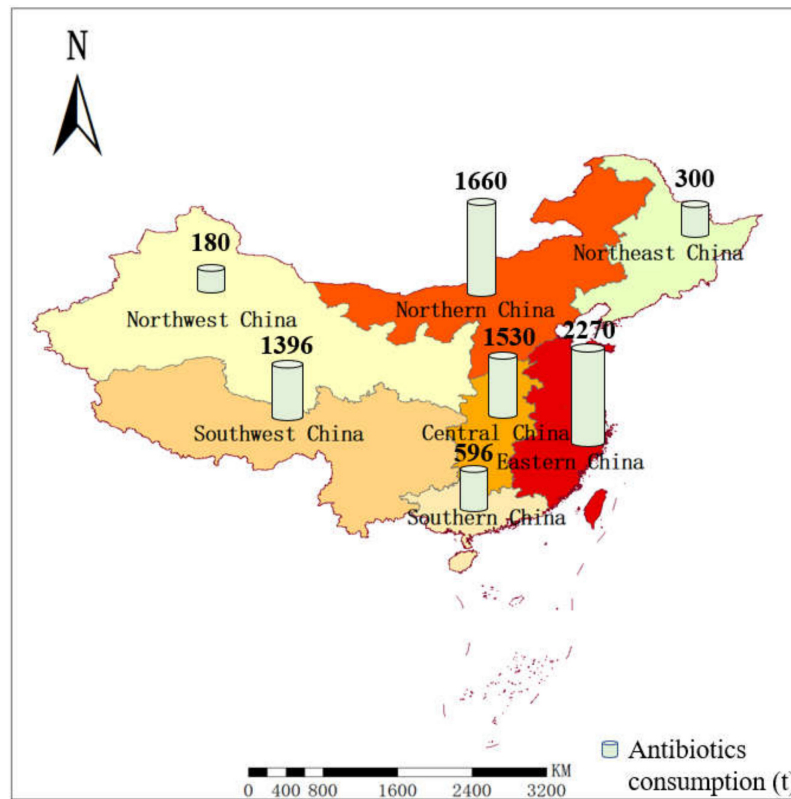 N
1660
300
180
Northeast China
Northern China
Northwest China
1530
2270
1396
Southwest China
Central China
596
Eastern China
Southern China
KM
0 400 800 1600 2400 3200
Antibiotics
consumption (t)